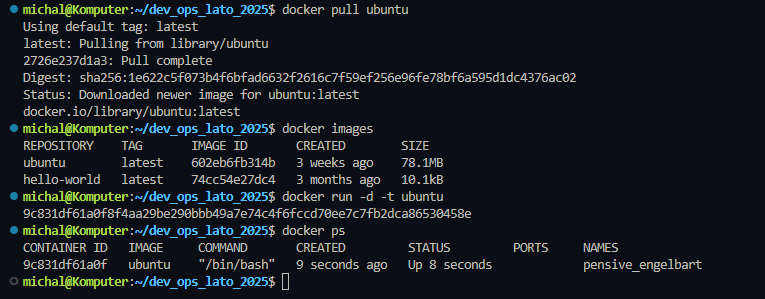 michal@Komputer:~/dev_ops_lato_2025$ docker pull ubuntu
Using default tag: latest
latest: Pulling from library/ubuntu
2726e237d1a3: Pull complete
Digest: sha256:1e622c5f073b4f6bfad6632f2616c7f59ef256e96fe78bf6a595d1dc4376ac02
Status: Downloaded newer image for ubuntu:latest
docker.io/library/ubuntu:latest
michal@Komputer:~/dev_ops_lato_2025$ docker images
REPOSITORY    TAG       IMAGE ID       CREATED        SIZE
ubuntu        latest    602eb6fb314b   3 weeks ago    78.1MB
hello-world   latest    74cc54e27dc4   3 months ago   10.1kB
michal@Komputer:~/dev_ops_lato_2025$ docker run -d -t ubuntu
9c831df61a0f8f4aa29be290bbb49a7e74c4f6fccd70ee7c7fb2dca86530458e
michal@Komputer:~/dev_ops_lato_2025$ docker ps
CONTAINER ID   IMAGE     COMMAND       CREATED         STATUS         PORTS     NAMES
9c831df61a0f   ubuntu    "/bin/bash"   9 seconds ago   Up 8 seconds             pensive_engelbart
michal@Komputer:~/dev_ops_lato_2025$